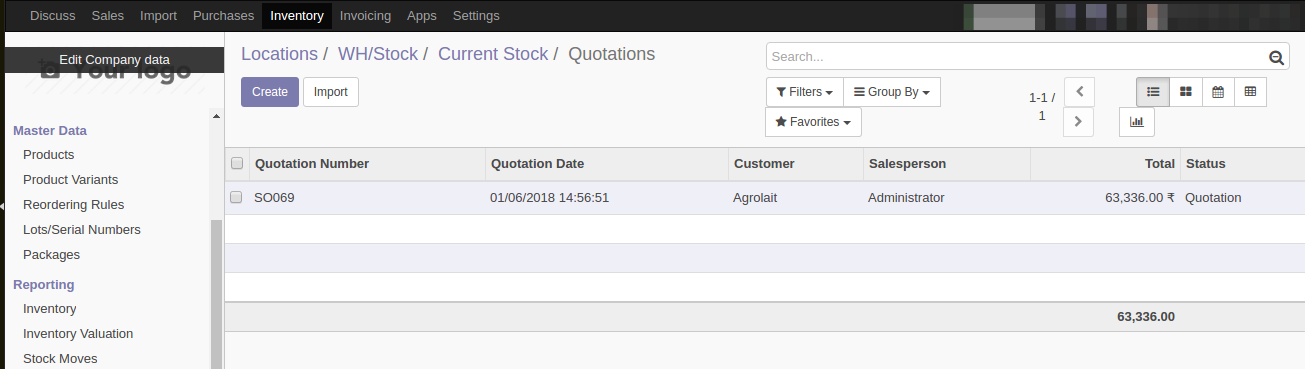 Discuss Sales Import Purchases Inventory Invoicing Apps Settings
Edit Company data
Your logo
Locations / WH/Stock / Current Stock / Quotations
Search...
Create Import
Filters Group By
Favorites
1-1 /
1
Master Data
Products
Product Variants
Reordering Rules
Lots/Serial Numbers
Packages
Reporting
Inventory
Inventory Valuation
Stock Moves
Quotation Number Quotation Date Customer Salesperson Total Status
SO069 01/06/2018 14:56:51 Agrolait Administrator 63,336.00 ₹ Quotation
63,336.00